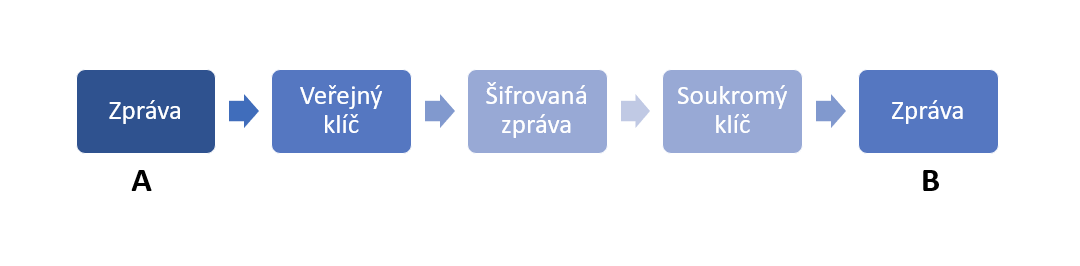 Zpráva
Veřejný
klíč
Šifrovaná
zpráva
Soukromý
klíč
Zpráva
A
B